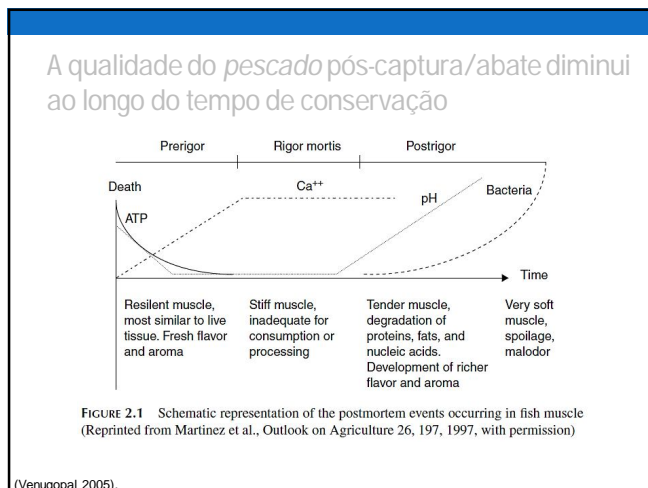 A qualidade do pescado pós-captura/abate diminui
ao longo do tempo de conservação
Prerigor Rigor mortis Postrigor
Death
Ca++
ATP
pH
Bacteria
Time
Resilent muscle,
most similar to live
tissue. Fresh flavor
and aroma
Stiff muscle,
inadequate for
consumption or
processing
Tender muscle,
degradation of
proteins, fats, and
nucleic acids.
Development of richer
flavor and aroma
Very soft
muscle,
spoilage,
malodor
FIGURE 2.1 Schematic representation of the postmortem events occurring in fish muscle
(Reprinted from Martinez et al., Outlook on Agriculture 26, 197, 1997, with permission)
(Venugopal 2005).